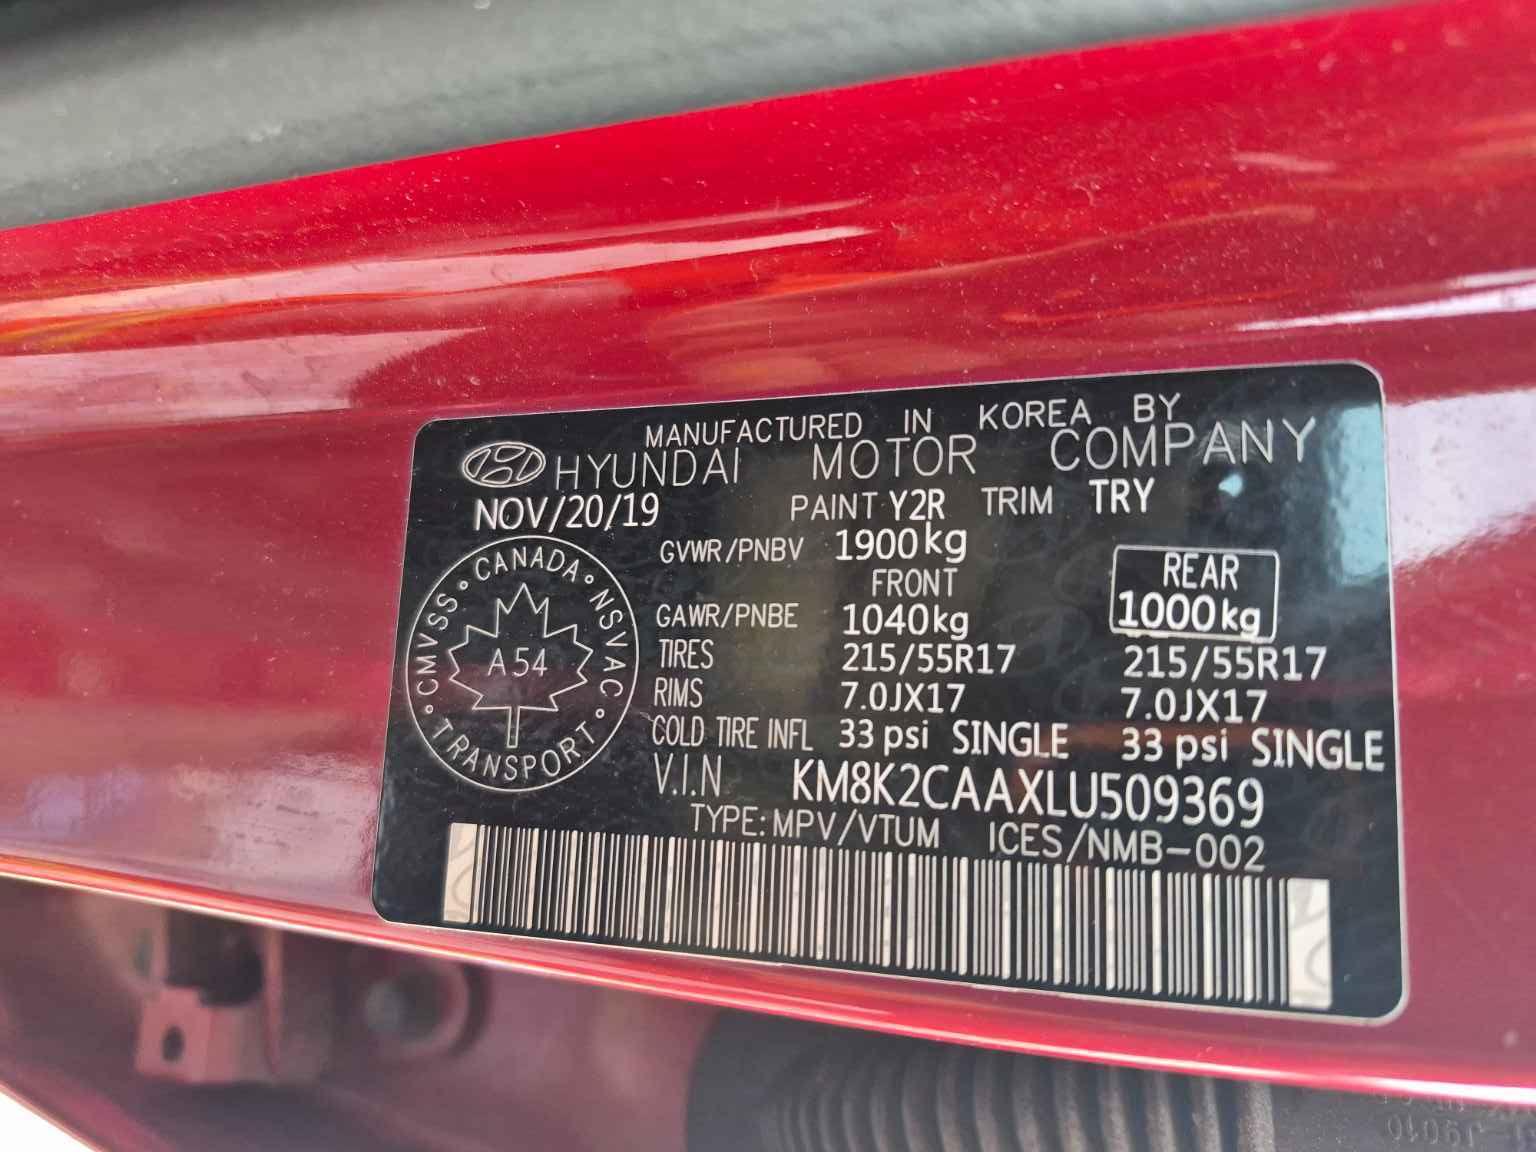 MANUFACTURED IN KOREA BY
HYUNDAI MOTOR COMPANY
NOV/20/19 PAINT Y2R TRIM TRY
GVWR/PNBV 1900kg
FRONT REAR
GAWR/PNBE 1040kg 1000kg
TIRES 215/55R17 215/55R17
RIMS 7.0JX17 7.0JX17
COLD TIRE INFL 33 psi SINGLE 33 psi SINGLE
V.I.N KM8K2CAAXLU509369
TYPE: MPV/VTUM ICES/NMB-002
CANADA
CMVSS NSVAC
A 54
TRANSPORT